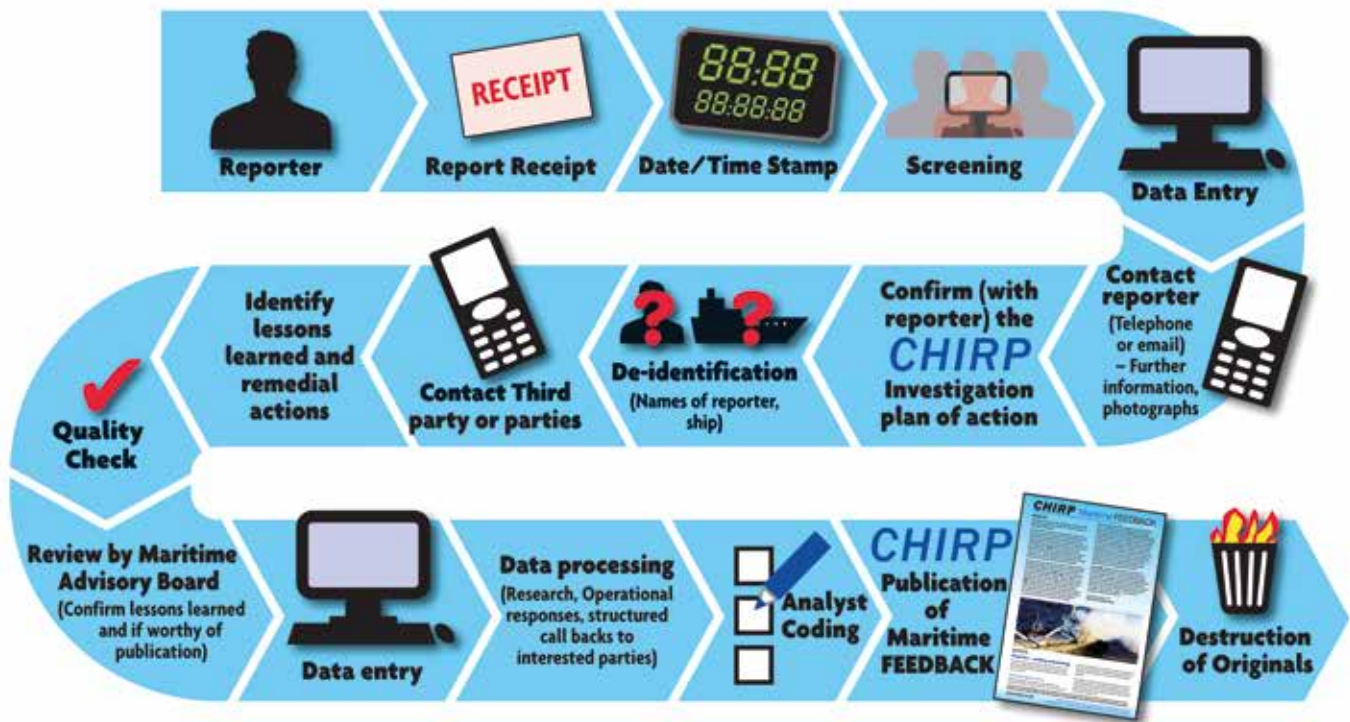 Reporter
RECEIPT
Report Receipt
88:88
88:88:88
Date/Time Stamp
Screening
Data Entry
Contact
reporter
(Telephone
or email)
– Further
information,
photographs
Confirm (with
reporter) the
CHIRP
Investigation
plan of action
De-identification
(Names of reporter,
ship)
Contact Third
party or parties
Identify
lessons
learned and
remedial
actions
Quality
Check
Review by Maritime
Advisory Board
(Confirm lessons learned
and if worthy of
publication)
Data entry
Data processing
(Research, Operational
responses, structured
call backs to
interested parties)
Analyst
Coding
CHIRP
Publication
of
Maritime
FEEDBACK
CHIRP Maritime FEEDBACK
Destruction
of Originals